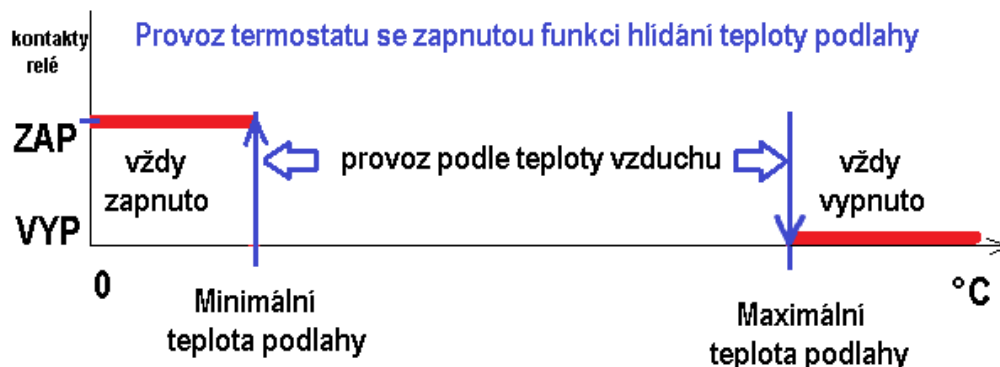 kontakty
relé
Provoz termostatu se zapnutou funkci hlídání teploty podlahy
ZAP
vždy
zapnuto
provoz podle teploty vzduchu
vždy
vypnuto
VYP
0
°C
Minimální
teplota podlahy
Maximální
teplota podlahy